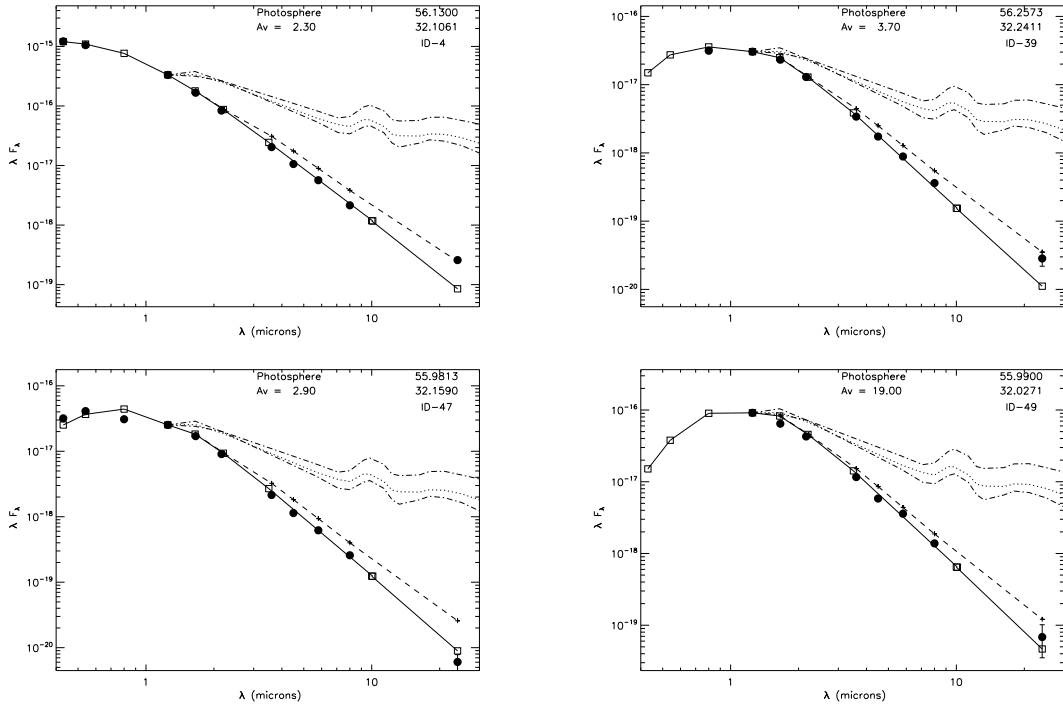 Photosphere 56.1300
Av = 2.30 32.1061
ID-4
10⁻¹⁵
10⁻¹⁶
10⁻¹⁷
10⁻¹⁸
10⁻¹⁹
λ Fλ
1 10
λ (microns)
Photosphere 56.2573
Av = 3.70 32.2411
ID-39
10⁻¹⁶
10⁻¹⁷
10⁻¹⁸
10⁻¹⁹
10⁻²⁰
λ Fλ
1 10
λ (microns)
Photosphere 55.9813
Av = 2.90 32.1590
ID-47
10⁻¹⁶
10⁻¹⁷
10⁻¹⁸
10⁻¹⁹
10⁻²⁰
λ Fλ
1 10
λ (microns)
Photosphere 55.9900
Av = 19.00 32.0271
ID-49
10⁻¹⁶
10⁻¹⁷
10⁻¹⁸
10⁻¹⁹
λ Fλ
1 10
λ (microns)